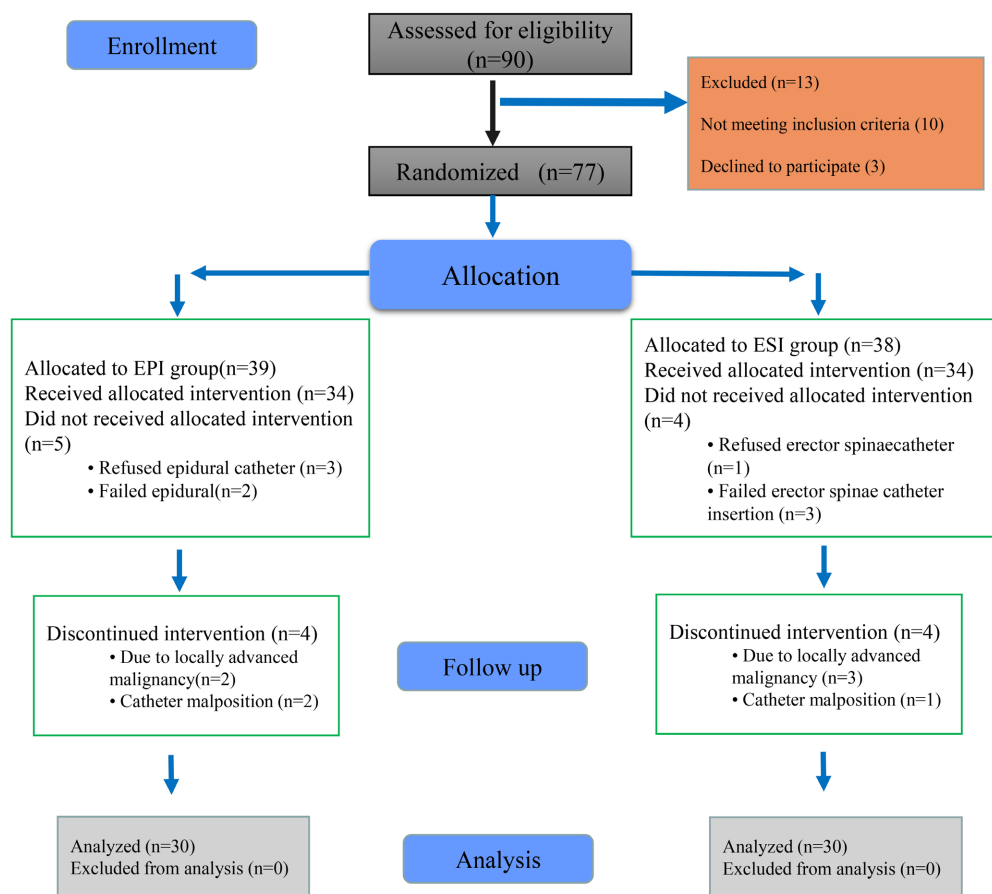 Enrollment
Assessed for eligibility
(n=90)
Excluded (n=13)
Not meeting inclusion criteria (10)
Declined to participate (3)
Randomized (n=77)
Allocation
Allocated to EPI group(n=39)
Received allocated intervention (n=34)
Did not received allocated intervention
(n=5)
• Refused epidural catheter (n=3)
• Failed epidural(n=2)
Allocated to ESI group (n=38)
Received allocated intervention (n=34)
Did not received allocated intervention
(n=4)
• Refused erector spinaecatheter
(n=1)
• Failed erector spinae catheter
insertion (n=3)
Discontinued intervention (n=4)
• Due to locally advanced
malignancy(n=2)
• Catheter malposition (n=2)
Follow up
Discontinued intervention (n=4)
• Due to locally advanced
malignancy (n=3)
• Catheter malposition (n=1)
Analyzed (n=30)
Excluded from analysis (n=0)
Analysis
Analyzed (n=30)
Excluded from analysis (n=0)